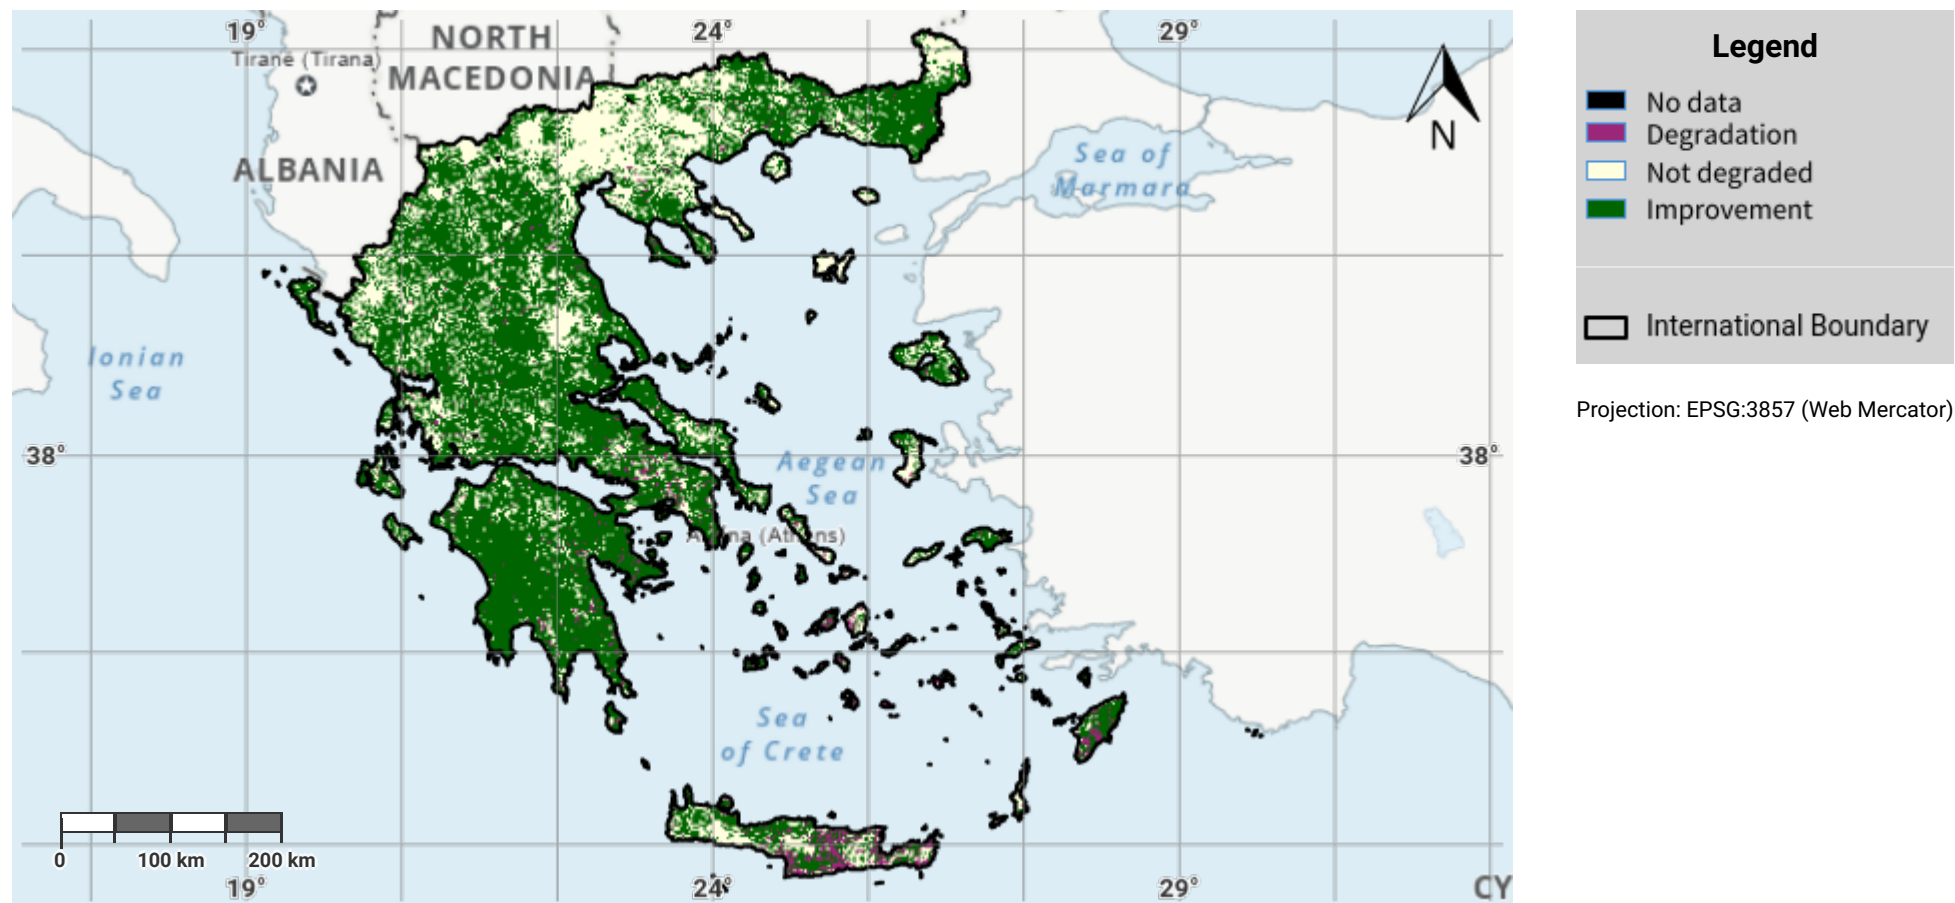 19°
24°
29°
NORTH
MACEDONIA
Tiranë (Tirana)
ALBANIA
Sea of
Marmara
N
Ionian
Sea
38°
38°
Aegean
Sea
(Athens)
Sea
of Crete
0
100 km
200 km
19°
24°
29°
CY
Legend
No data
Degradation
Not degraded
Improvement
International Boundary
Projection: EPSG:3857 (Web Mercator)